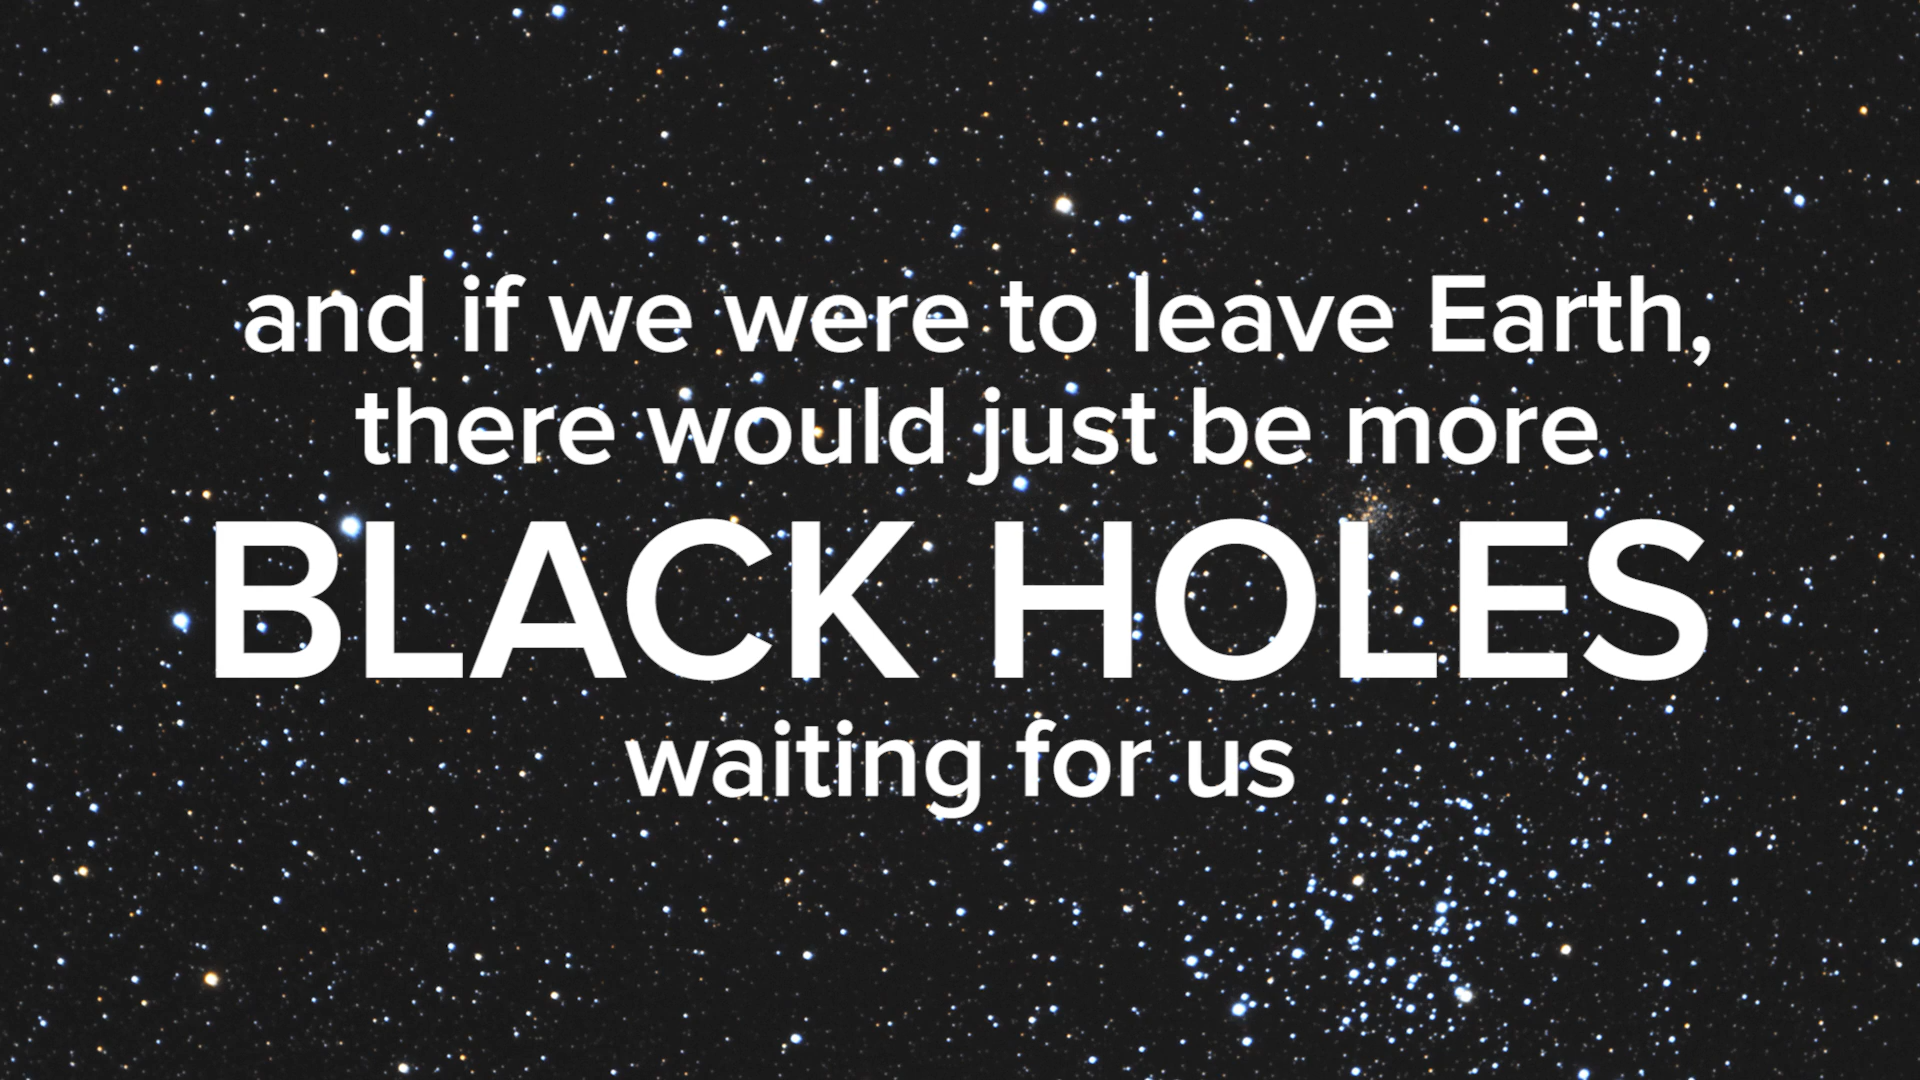 and if we were to leave Earth,
there would just be more
BLACK HOLES
waiting for us